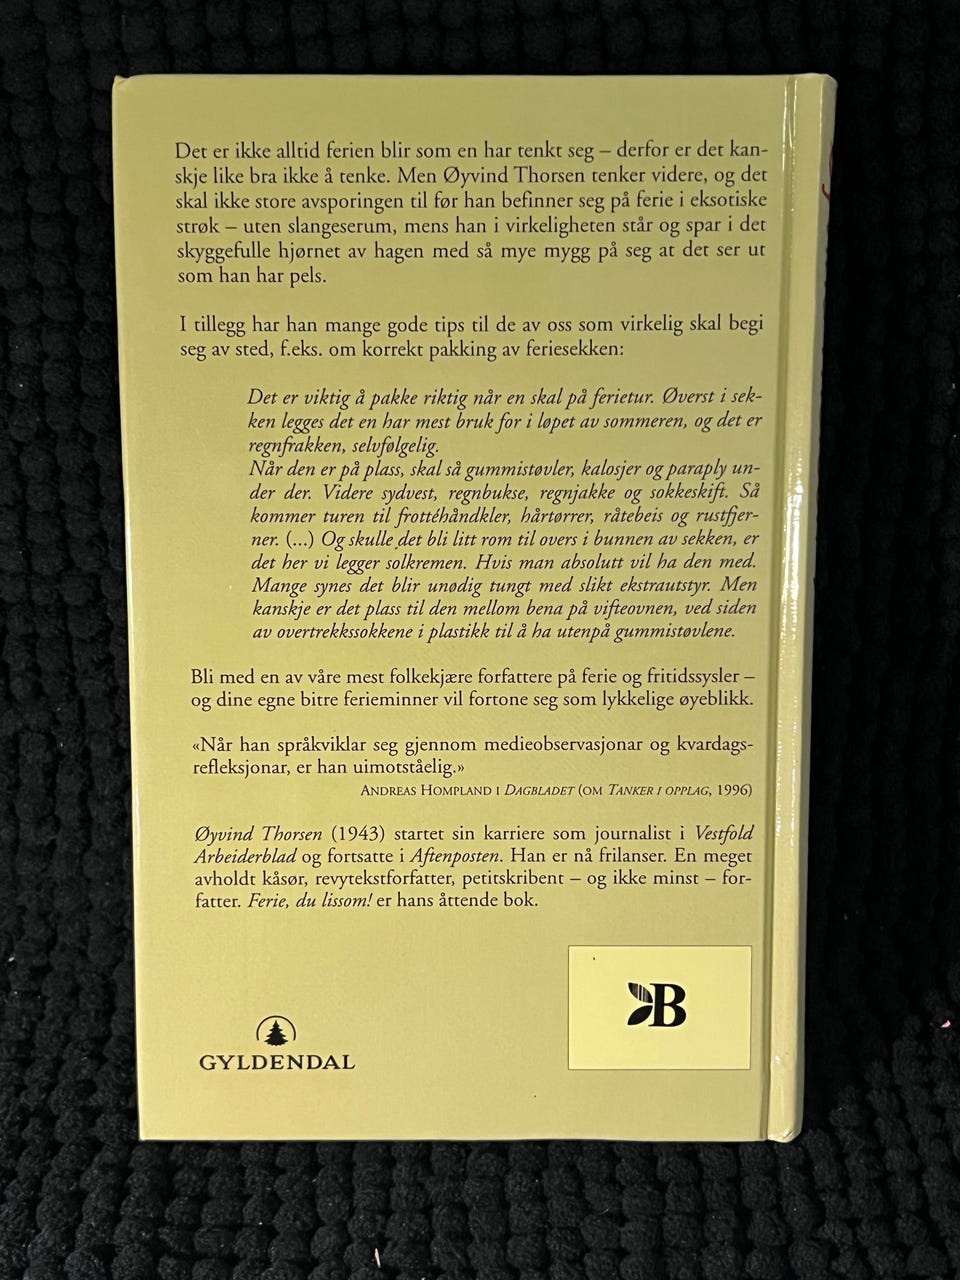 Det er ikke alltid ferien blir som en har tenkt seg – derfor er det kan-
skje like bra ikke å tenke. Men Øyvind Thorsen tenker videre, og det
skal ikke store avsporingen til før han befinner seg på ferie i eksotiske
strøk – uten slangeserum, mens han i virkeligheten står og spar i det
skyggefulle hjørnet av hagen med så mye mygg på seg at det ser ut
som han har pels.
I tillegg har han mange gode tips til de av oss som virkelig skal begi
seg av sted, f.eks. om korrekt pakking av feriesekken:
Det er viktig å pakke riktig når en skal på ferietur. Øverst i sek-
ken legges det en har mest bruk for i løpet av sommeren, og det er
regnfrakken, selvfølgelig.
Når den er på plass, skal så gummistøvler, kalosjer og paraply un-
der der. Videre sydvest, regnbukse, regnjakke og sokkeskift. Så
kommer turen til frottéhåndkler, hårtørrer, råtebeis og rustfjer-
ner. (...) Og skulle det bli litt rom til overs i bunnen av sekken, er
det her vi legger solkremen. Hvis man absolutt vil ha den med.
Mange synes det blir unødig tungt med slikt ekstrautstyr. Men
kanskje er det plass til den mellom bena på vifteovnen, ved siden
av overtrekkssokkene i plastikk til å ha utenpå gummistøvlene.
Bli med en av våre mest folkekjære forfattere på ferie og fritidssysler –
og dine egne bitre ferieminner vil fortone seg som lykkelige øyeblikk.
«Når han språkviklar seg gjennom medieobservasjonar og kvardags-
refleksjonar, er han uimotståelig.»
ANDREAS HOMPLAND I DAGBLADET (OM TANKER I OPPLAG, 1996)
Øyvind Thorsen (1943) startet sin karriere som journalist i Vestfold
Arbeiderblad og fortsatte i Aftenposten. Han er nå frilanser. En meget
avholdt kåsør, revytekstforfatter, petitskribent – og ikke minst – for-
fatter. Ferie, du lissom! er hans åttende bok.
B
GYLDENDAL